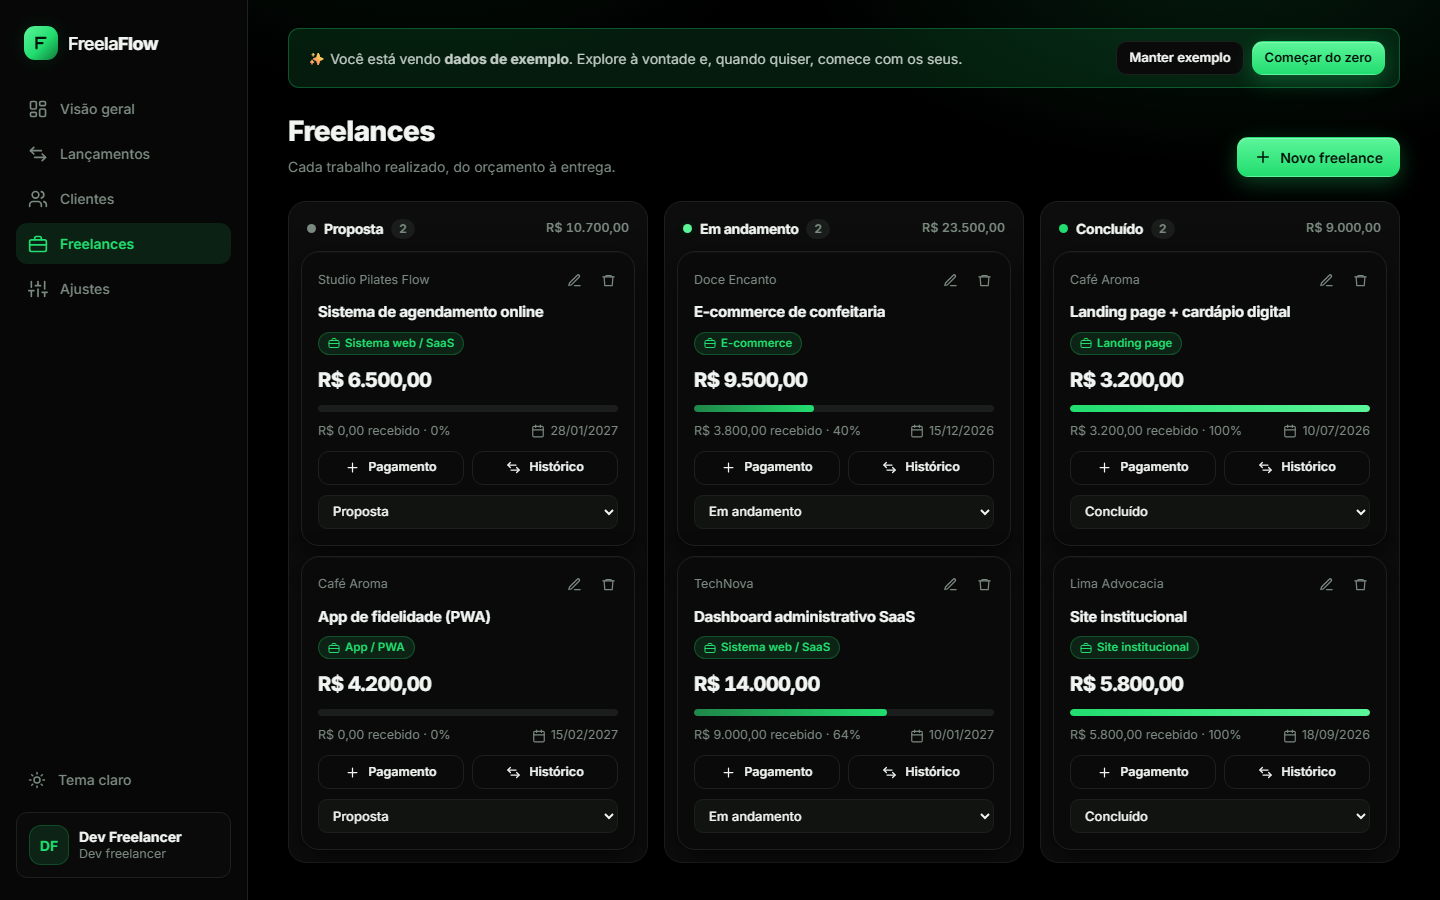 F FreelaFlow
Visão geral
Lançamentos
Clientes
Freelances
Ajustes
Tema claro
DF
Dev Freelancer
Dev freelancer
✨ Você está vendo dados de exemplo. Explore à vontade e, quando quiser, comece com os seus.
Manter exemplo
Começar do zero
Freelances
Cada trabalho realizado, do orçamento à entrega.
+ Novo freelance
Proposta 2 R$ 10.700,00
Studio Pilates Flow
Sistema de agendamento online
Sistema web / SaaS
R$ 6.500,00
R$ 0,00 recebido · 0% 28/01/2027
+ Pagamento Histórico
Proposta
Café Aroma
App de fidelidade (PWA)
App / PWA
R$ 4.200,00
R$ 0,00 recebido · 0% 15/02/2027
+ Pagamento Histórico
Proposta
Em andamento 2 R$ 23.500,00
Doce Encanto
E-commerce de confeitaria
E-commerce
R$ 9.500,00
R$ 3.800,00 recebido · 40% 15/12/2026
+ Pagamento Histórico
Em andamento
TechNova
Dashboard administrativo SaaS
Sistema web / SaaS
R$ 14.000,00
R$ 9.000,00 recebido · 64% 10/01/2027
+ Pagamento Histórico
Em andamento
Concluído 2 R$ 9.000,00
Café Aroma
Landing page + cardápio digital
Landing page
R$ 3.200,00
R$ 3.200,00 recebido · 100% 10/07/2026
+ Pagamento Histórico
Concluído
Lima Advocacia
Site institucional
Site institucional
R$ 5.800,00
R$ 5.800,00 recebido · 100% 18/09/2026
+ Pagamento Histórico
Concluído